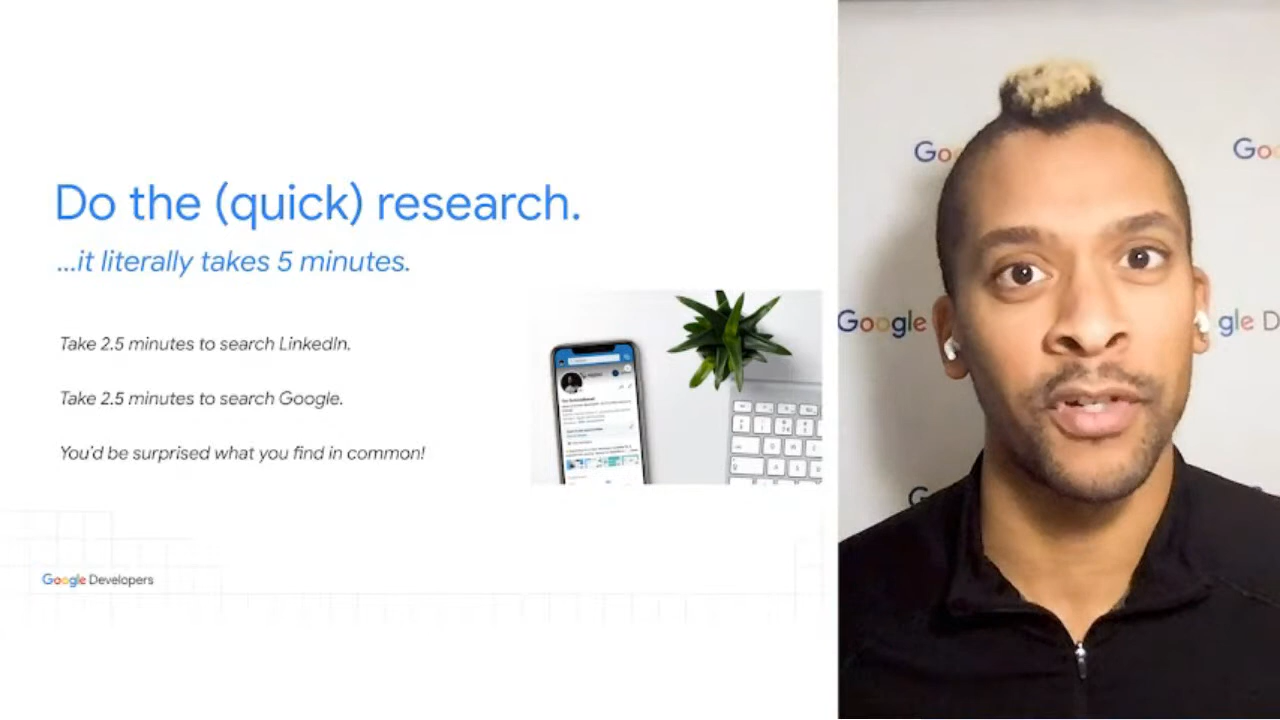 Do the (quick) research.
...it literally takes 5 minutes.
Take 2.5 minutes to search LinkedIn.
Take 2.5 minutes to search Google.
You'd be surprised what you find in common!
Google Developers
Goo
Goo
Google
gle D
G